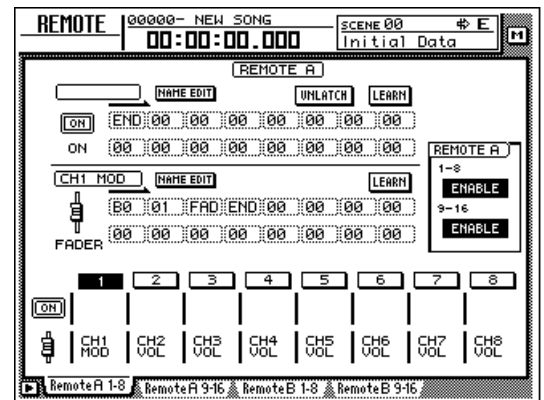 REMOTE 00000- NEW SONG SCENE 00 E
00:00:00.000 Initial Data M
REMOTE A
NAME EDIT UNLATCH LEARN
ON END 00 00 00 00 00 00 00
ON 00 00 00 00 00 00 00 00
REMOTE A
1-8
ENABLE
9-16
ENABLE
CH1 MOD NAME EDIT LEARN
B0 01 FAD END 00 00 00 00
FADER 00 00 00 00 00 00 00 00
1 2 3 4 5 6 7 8
ON
CH1 MOD CH2 VOL CH3 VOL CH4 VOL CH5 VOL CH6 VOL CH7 VOL CH8 VOL
RemoteA 1-8 RemoteA 9-16 RemoteB 1-8 RemoteB 9-16